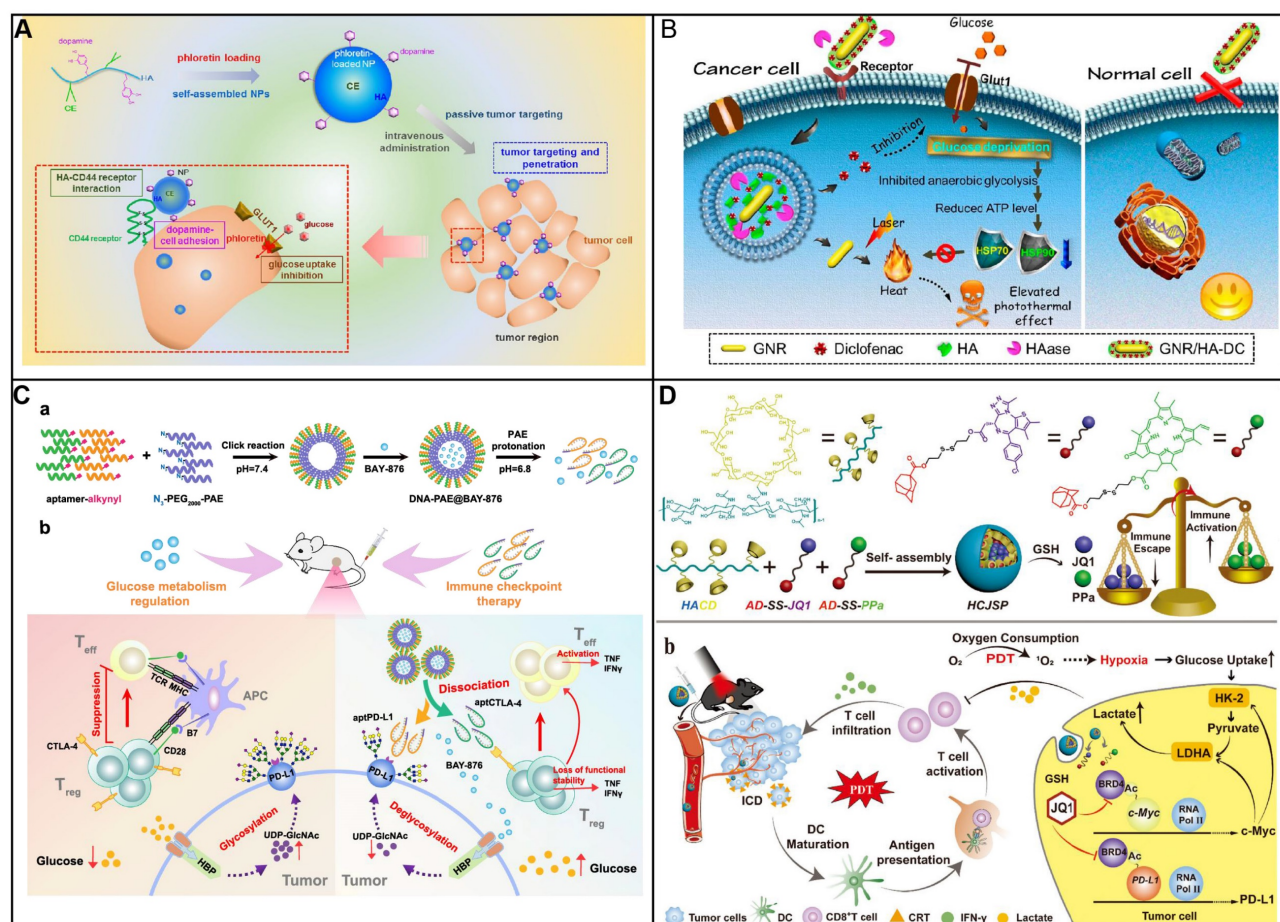 A
dopamine
HA
CE
phloretin loading
self-assembled NPs
phloretin-
loaded NP
CE
HA
dopamine
passive tumor targeting
intravenous
administration
tumor targeting and
penetration
HA-CD44 receptor
interaction
NP
CE
HA
CD44 receptor
dopamine-
cell adhesion
GLUT1
phloretin
glucose
glucose uptake
inhibition
tumor cell
tumor region
B
Cancer cell
Receptor
Glucose
Glut1
Normal cell
Inhibition
Glucose deprivation
Inhibited anaerobic glycolysis
Reduced ATP level
Laser
HSP70
HSP90
Heat
Elevated
photothermal
effect
GNR
Diclofenac
HA
HAase
GNR/HA-DC
C
a
aptamer-alkynyl
+
N3-PEG2000-PAE
Click reaction
pH=7.4
BAY-876
DNA-PAE@BAY-876
PAE
protonation
pH=6.8
b
Glucose metabolism
regulation
Immune checkpoint
therapy
Teff
Suppression
TCR MHC
APC
B7
CD28
CTLA-4
Treg
PD-L1
Glycosylation
UDP-GlcNAc
HBP
Glucose
Tumor
Dissociation
aptPD-L1
aptCTLA-4
BAY-876
PD-L1
Deglycosylation
UDP-GlcNAc
HBP
Tumor
Glucose
Teff
Activation
TNF
IFNγ
Loss of functional
stability
TNF
IFNγ
Treg
D
=
=
=
HACD
+
AD-SS-JQ1
+
AD-SS-PPa
Self- assembly
HCJSP
GSH
JQ1
PPa
Immune
Escape
Immune
Activation
b
Oxygen Consumption
O2
PDT
1O2
Hypoxia
Glucose Uptake
T cell
infiltration
T cell
activation
ICD
PDT
DC
Maturation
Antigen
presentation
HK-2
Lactate
Pyruvate
LDHA
GSH
JQ1
BRD4
Ac
c-Myc
RNA
Pol II
c-Myc
BRD4
Ac
PD-L1
RNA
Pol II
PD-L1
Tumor cell
Tumor cells
DC
CD8+T cell
CRT
IFN-γ
Lactate